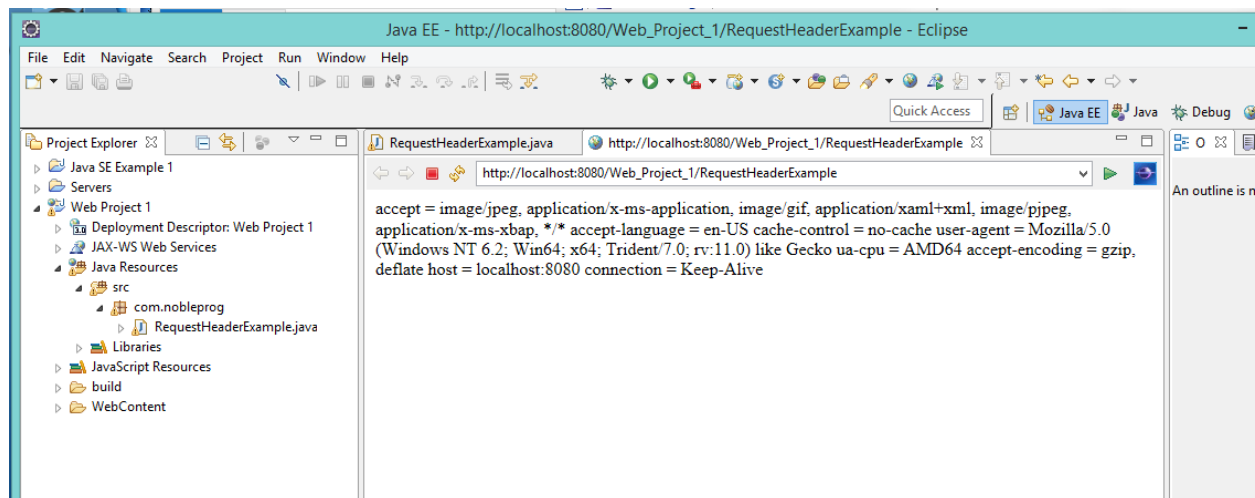 Java EE - http://localhost:8080/Web_Project_1/RequestHeaderExample - Eclipse
File Edit Navigate Search Project Run Window Help
Quick Access
Java EE
Java
Debug
Project Explorer
RequestHeaderExample.java
http://localhost:8080/Web_Project_1/RequestHeaderExample
O
Java SE Example 1
Servers
Web Project 1
Deployment Descriptor: Web Project 1
JAX-WS Web Services
Java Resources
src
com.nobleprog
RequestHeaderExample.java
Libraries
JavaScript Resources
build
WebContent
http://localhost:8080/Web_Project_1/RequestHeaderExample
accept = image/jpeg, application/x-ms-application, image/gif, application/xaml+xml, image/pjpeg,
application/x-ms-xbap, */* accept-language = en-US cache-control = no-cache user-agent = Mozilla/5.0
(Windows NT 6.2; Win64; x64; Trident/7.0; rv:11.0) like Gecko ua-cpu = AMD64 accept-encoding = gzip,
deflate host = localhost:8080 connection = Keep-Alive
An outline is n